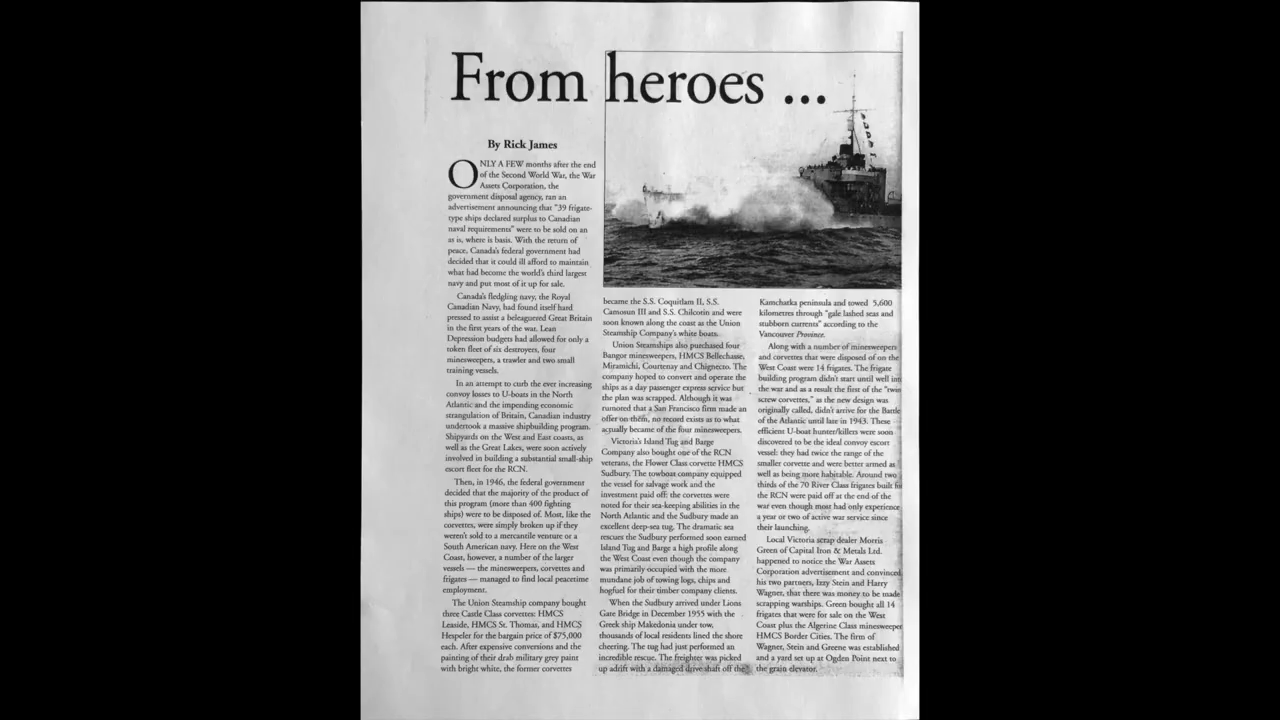 From heroes ...
By Rick James
ONLY A FEW months after the end
of the Second World War, the War
Assets Corporation, the
government disposal agency, ran an
advertisement announcing that "39 frigate-
type ships declared surplus to Canadian
naval requirements" were to be sold on an
as is, where is basis. With the return of
peace, Canada's federal government had
decided that it could ill afford to maintain
what had become the world's third largest
navy and put most of it up for sale.
Canada's fledgling navy, the Royal
Canadian Navy, had found itself hard
pressed to assist a beleaguered Great Britain
in the first years of the war. Lean
Depression budgets had allowed for only a
token fleet of six destroyers, four
minesweepers, a trawler and two small
training vessels.
In an attempt to curb the ever increasing
convoy losses to U-boats in the North
Atlantic and the impending economic
strangulation of Britain, Canadian industry
undertook a massive shipbuilding program.
Shipyards on the West and East coasts, as
well as the Great Lakes, were soon actively
involved in building a substantial small-ship
escort fleet for the RCN.
Then, in 1946, the federal government
decided that the majority of the product of
this program (more than 400 fighting
ships) were to be disposed of. Most, like the
corvettes, were simply broken up if they
weren't sold to a mercantile venture or a
South American navy. Here on the West
Coast, however, a number of the larger
vessels — the minesweepers, corvettes and
frigates — managed to find local peacetime
employment.
The Union Steamship company bought
three Castle Class corvettes: HMCS
Leaside, HMCS St. Thomas, and HMCS
Hespeler for the bargain price of $75,000
each. After expensive conversions and the
painting of their drab military grey paint
with bright white, the former corvettes
became the S.S. Coquitlam II, S.S.
Camosun III and S.S. Chilcotin and were
soon known along the coast as the Union
Steamship Company's white boats.
Union Steamships also purchased four
Bangor minesweepers, HMCS Bellechasse,
Miramichi, Courtenay and Chignecto. The
company hoped to convert and operate the
ships as a day passenger express service but
the plan was scrapped. Although it was
rumored that a San Francisco firm made an
offer on them, no record exists as to what
actually became of the four minesweepers.
Victoria's Island Tug and Barge
Company also bought one of the RCN
veterans, the Flower Class corvette HMCS
Sudbury. The towboat company equipped
the vessel for salvage work and the
investment paid off: the corvettes were
noted for their sea-keeping abilities in the
North Atlantic and the Sudbury made an
excellent deep-sea tug. The dramatic sea
rescues the Sudbury performed soon earned
Island Tug and Barge a high profile along
the West Coast even though the company
was primarily occupied with the more
mundane job of towing logs, chips and
hogfuel for their timber company clients.
When the Sudbury arrived under Lions
Gate Bridge in December 1955 with the
Greek ship Makedonia under tow,
thousands of local residents lined the shore
cheering. The tug had just performed an
incredible rescue. The freighter was picked
up adrift with a damaged drive shaft off the
Kamchatka peninsula and towed 5,600
kilometres through "gale lashed seas and
stubborn currents" according to the
Vancouver Province.
Along with a number of minesweepers
and corvettes that were disposed of on the
West Coast were 14 frigates. The frigate
building program didn't start until well into
the war and as a result the first of the "twin
screw corvettes," as the new design was
originally called, didn't arrive for the Battle
of the Atlantic until late in 1943. These
efficient U-boat hunter/killers were soon
discovered to be the ideal convoy escort
vessel: they had twice the range of the
smaller corvette and were better armed as
well as being more habitable. Around two
thirds of the 70 River Class frigates built for
the RCN were paid off at the end of the
war even though most had only experience
a year or two of active war service since
their launching.
Local Victoria scrap dealer Morris
Green of Capital Iron & Metals Ltd.
happened to notice the War Assets
Corporation advertisement and convinced
his two partners, Izzy Stein and Harry
Wagner, that there was money to be made
scrapping warships. Green bought all 14
frigates that were for sale on the West
Coast plus the Algerine Class minesweeper
HMCS Border Cities. The firm of
Wagner, Stein and Greene was established
and a yard set up at Ogden Point next to
the grain elevator.